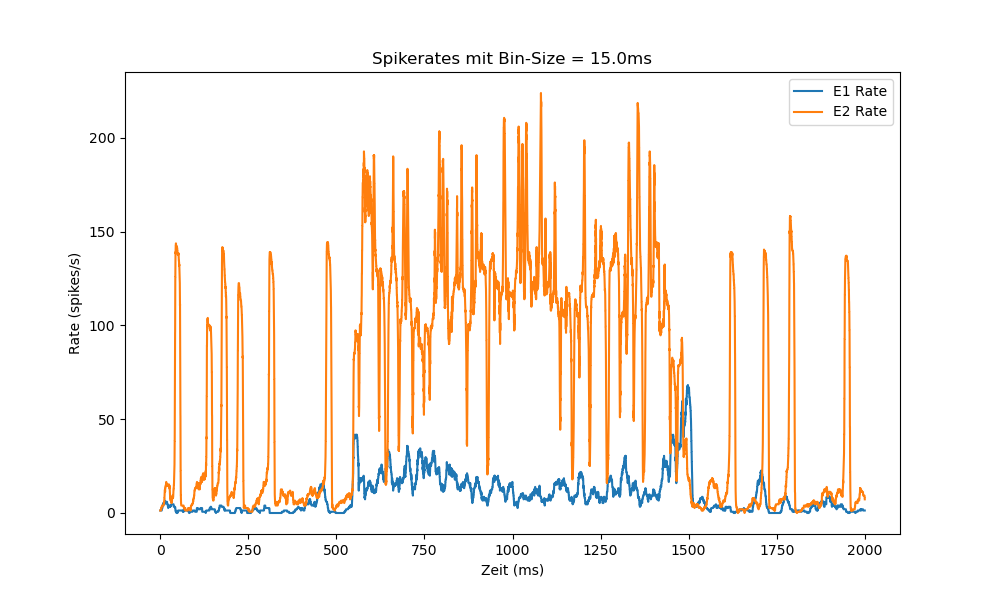 Spikerates mit Bin-Size = 15.0ms
E1 Rate
E2 Rate
200
150
100
50
0
Rate (spikes/s)
0 250 500 750 1000 1250 1500 1750 2000
Zeit (ms)